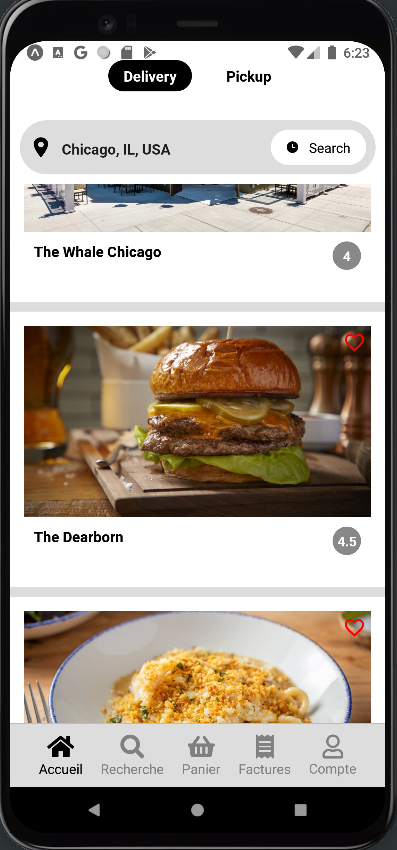 6:23
Delivery Pickup
Chicago, IL, USA Search
The Whale Chicago 4
The Dearborn 4.5
Accueil Recherche Panier Factures Compte